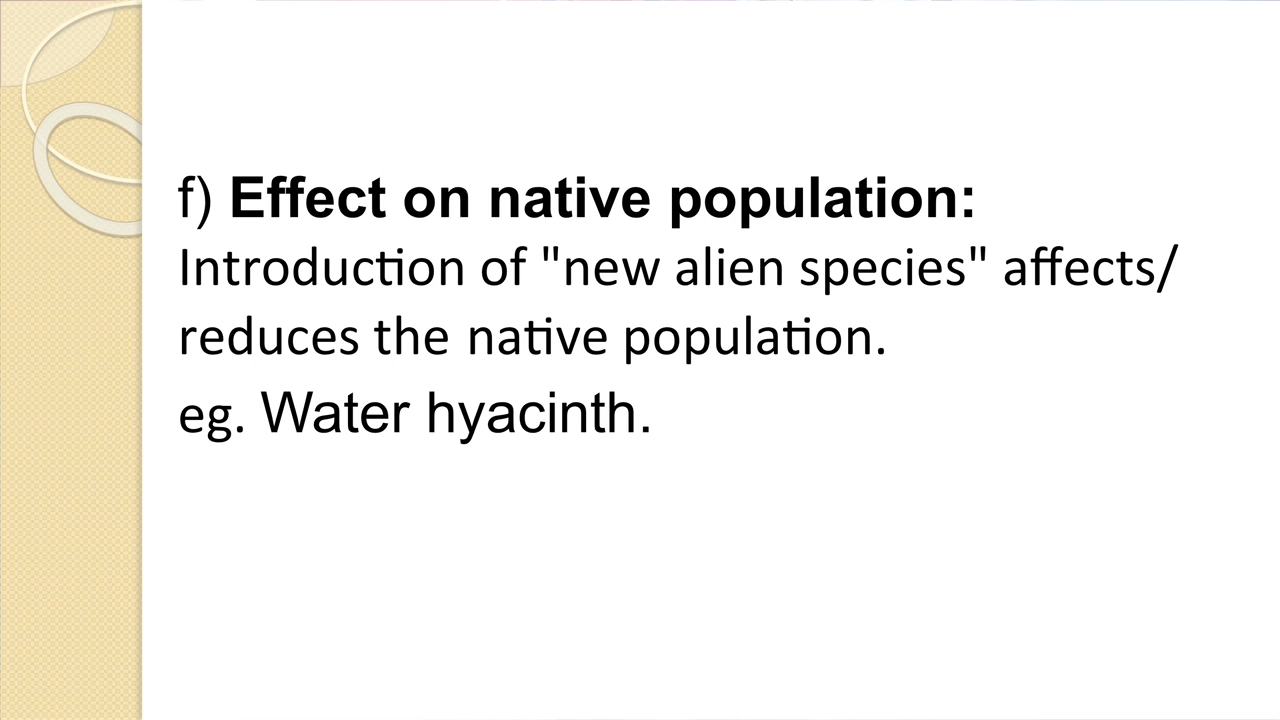 f) Effect on native population:
Introduction of "new alien species" affects/
reduces the native population.
eg. Water hyacinth.